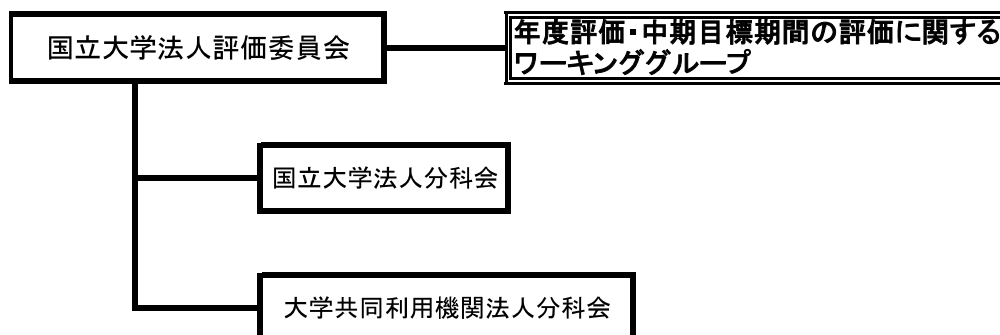 国立大学法人評価委員会
年度評価・中期目標期間の評価に関する
ワーキンググループ
国立大学法人分科会
大学共同利用機関法人分科会